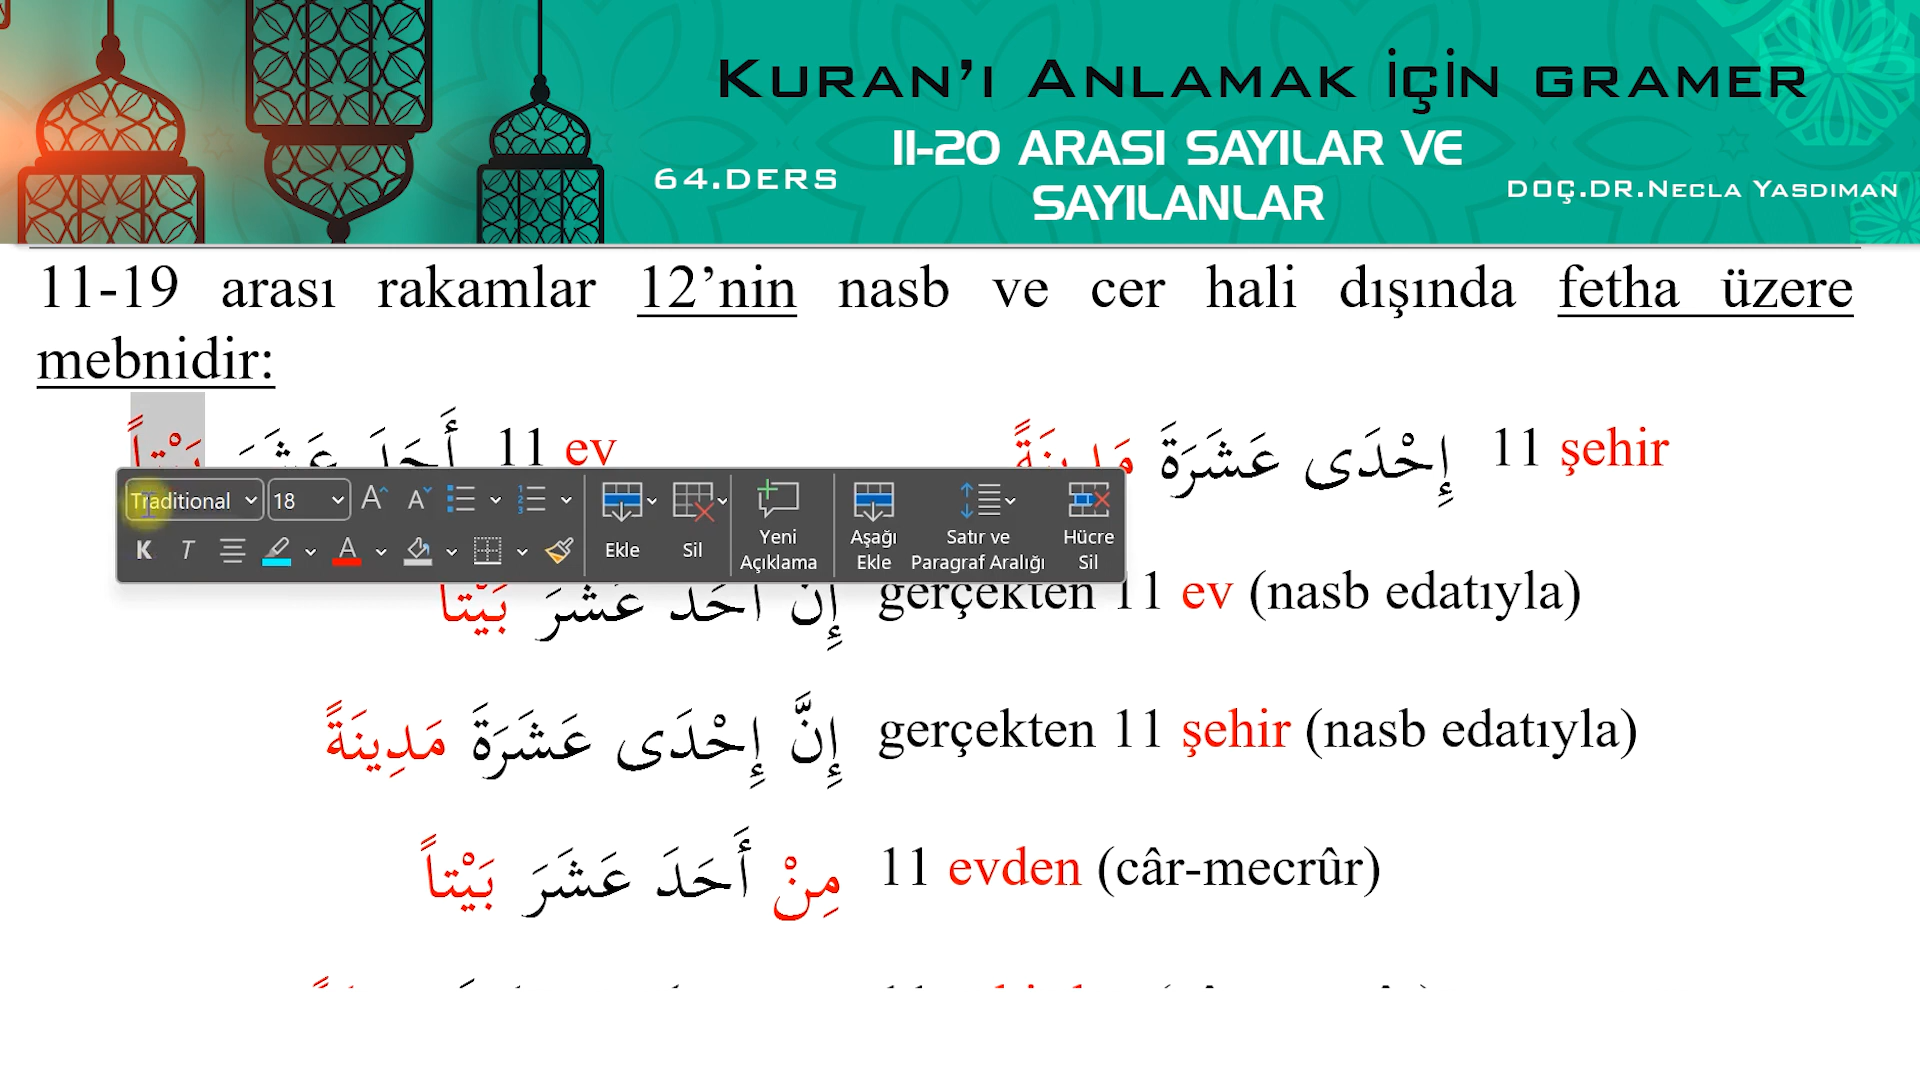 KURAN’I ANLAMAK İÇİN GRAMER
64.DERS
11-20 ARASI SAYILAR VE
SAYILANLAR
DOÇ.DR.NECLA YASDIMAN
11-19 arası rakamlar 12’nin nasb ve cer hali dışında fetha üzere
mebnidir:
أَحَدَ عَشَرَ بَيْتاً 11 ev
إِحْدَى عَشَرَةَ مَدِينَةً 11 şehir
Traditional 18
K T A
Ekle
Sil
Yeni Açıklama
Aşağı Ekle
Satır ve Paragraf Aralığı
Hücre Sil
إِنَّ أَحَدَ عَشَرَ بَيْتاً gerçekten 11 ev (nasb edatıyla)
إِنَّ إِحْدَى عَشَرَةَ مَدِينَةً gerçekten 11 şehir (nasb edatıyla)
مِنْ أَحَدَ عَشَرَ بَيْتاً 11 evden (câr-mecrûr)